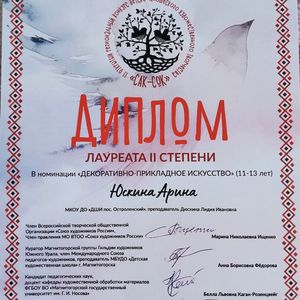 «САК-СОК»
ДИПЛОМ
ЛАУРЕАТА II СТЕПЕНИ
В номинации «ДЕКОРАТИВНО-ПРИКЛАДНОЕ ИСКУССТВО» (11-13 лет)
Юскина Арина
МКОУ ДО «ДШИ пос. Остроленский», преподаватель Дюскина Лидия Ивановна
Член Всероссийской творческой общественной
Организации «Союз художников России»,
Член правления МО ВТОО «Союз художников России»
Марина Николаевна Ищенко
Куратор Магнитогорской группы Гильдии художников
Южного Урала, член Международного Союза
педагогов-художников, преподаватель МБУДО «Детская
художественная школа» г. Магнитогорска
Анна Борисовна Фёдорова
Кандидат педагогических наук,
доцент кафедры художественной обработки материалов
ФГБОУ ВО «Магнитогорский государственный
университет им. Г. И. Носова»
Белла Львовна Каган-Розенцвейг